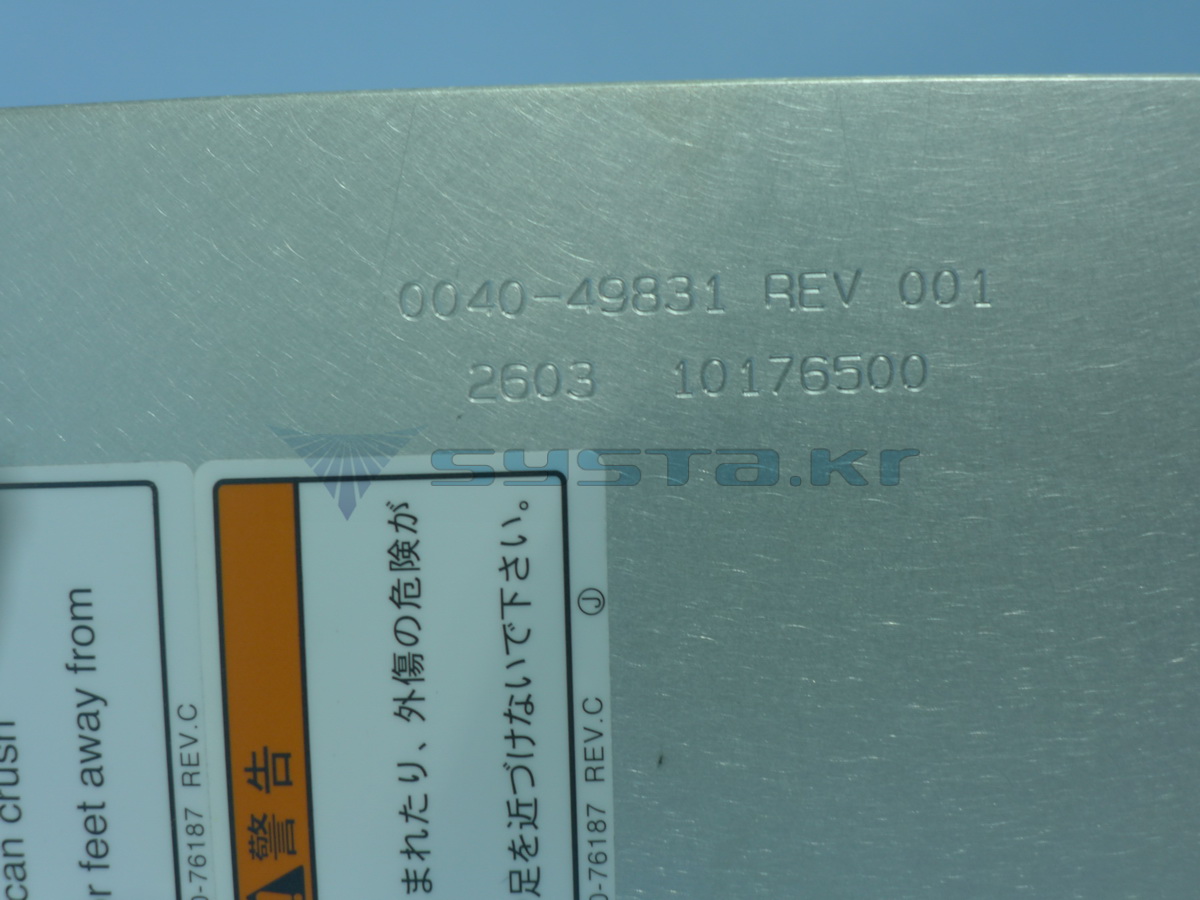 0040-49831 REV 001
2603 10176500
systa.kr
can crush
r feet away from
0-76187 REV.C
警告
まれたり、外傷の危険が
足を近づけないで下さい。
0-76187 REV.C
J